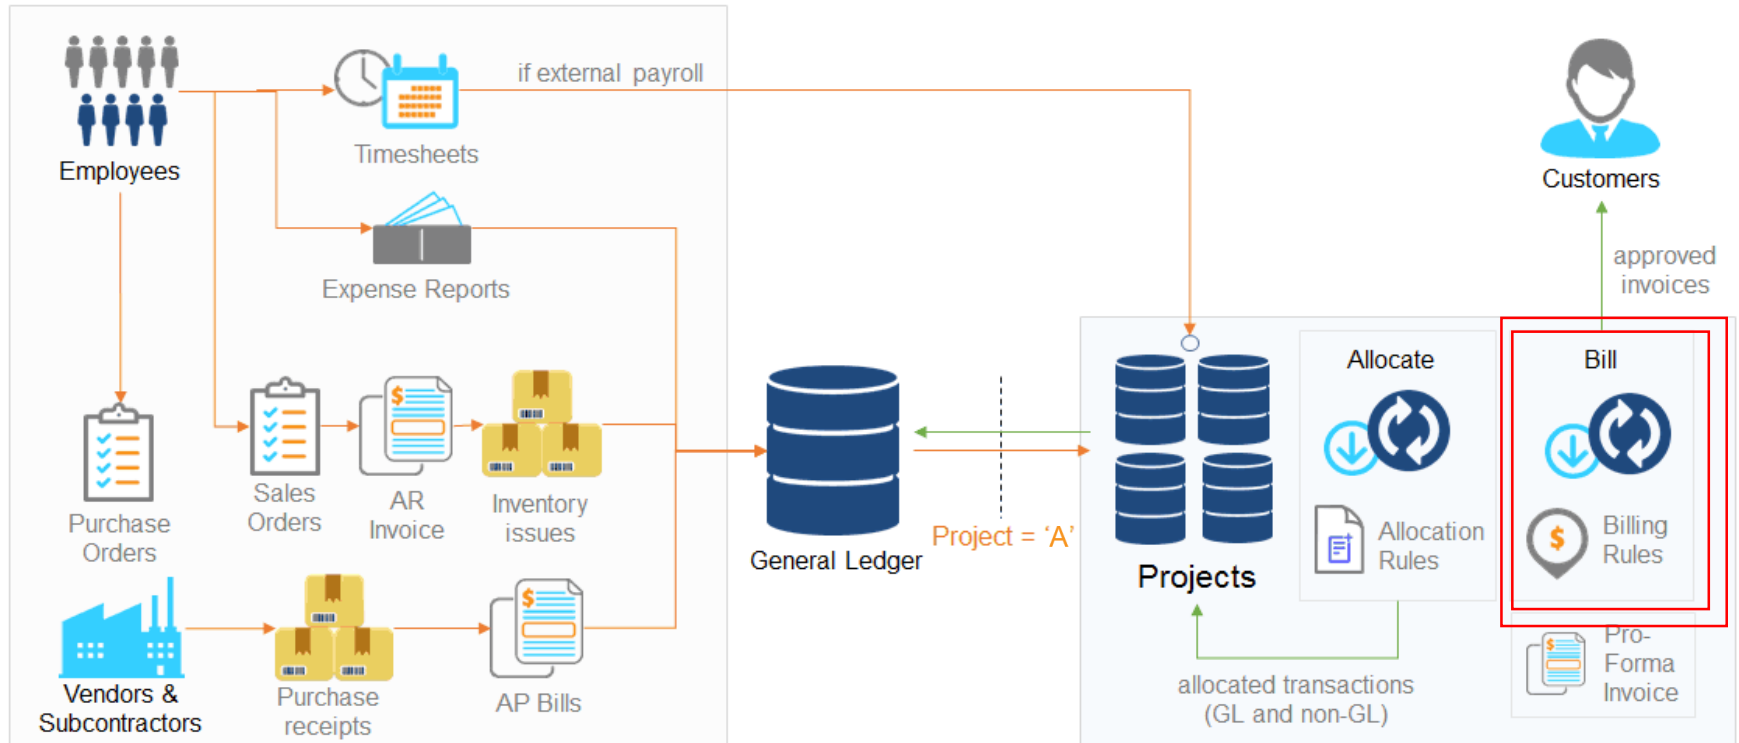 if external payroll
Timesheets
Employees
Customers
approved
invoices
Expense Reports
Allocate
Bill
Sales
Orders
AR
Invoice
Inventory
issues
Purchase
Orders
General Ledger
Project = 'A'
Projects
Allocation
Rules
Billing
Rules
Pro-
Forma
Invoice
Vendors &
Subcontractors
Purchase
receipts
AP Bills
allocated transactions
(GL and non-GL)